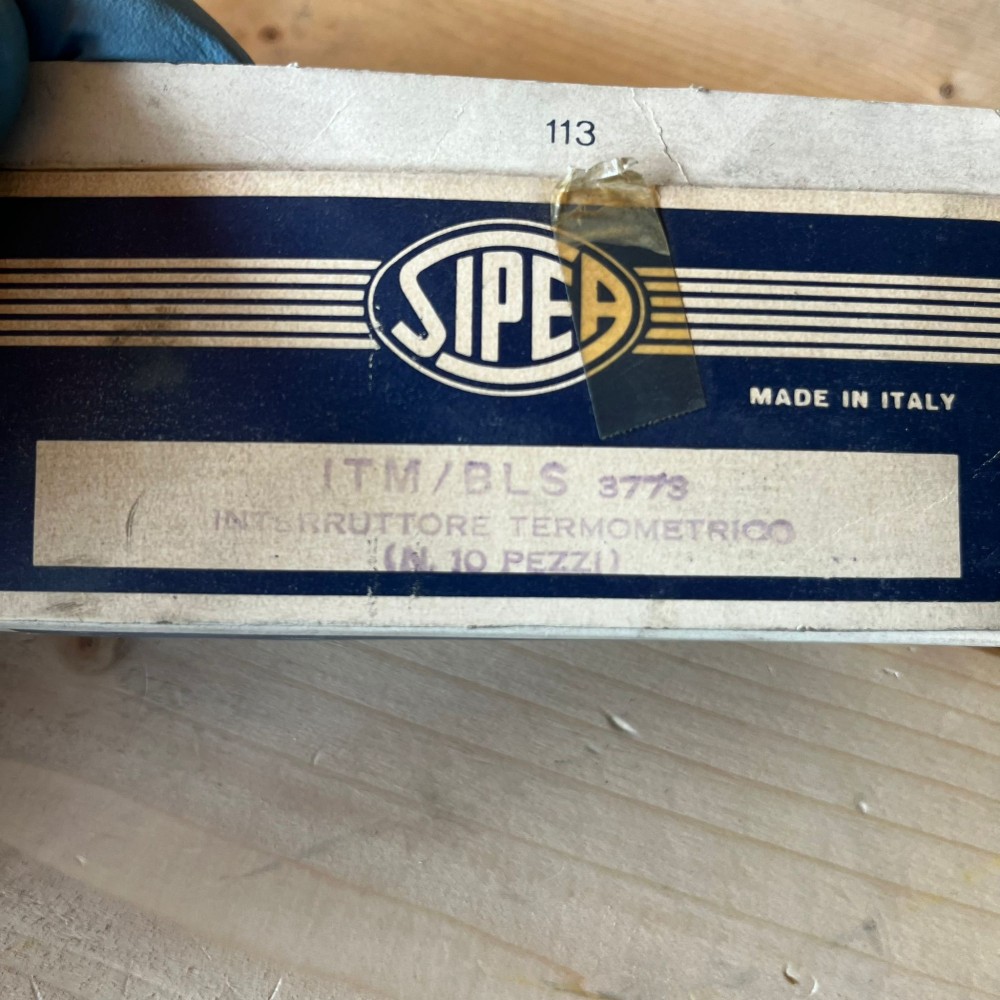 113
SIPEA
MADE IN ITALY
ITM/BLS 3773
INTERRUTTORE TERMOMETRICO
(N. 10 PEZZI)